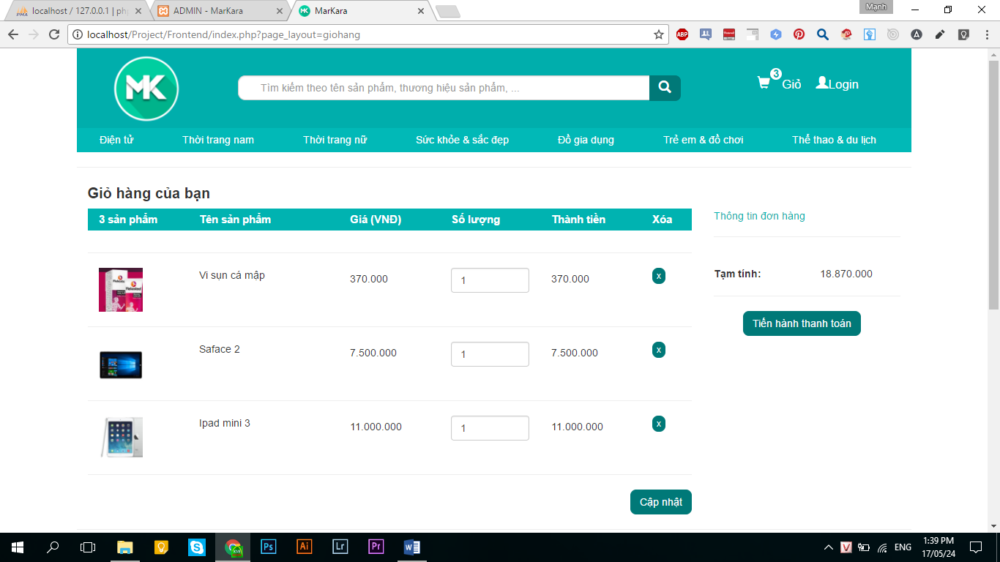 localhost / 127.0.0.1 | ph
ADMIN - MarKara
MarKara
Mạnh
localhost/Project/Frontend/index.php?page_layout=giohang
MK
Tìm kiếm theo tên sản phẩm, thương hiệu sản phẩm, ...
3
Giỏ
Login
Điện tử
Thời trang nam
Thời trang nữ
Sức khỏe & sắc đẹp
Đồ gia dụng
Trẻ em & đồ chơi
Thể thao & du lịch
Giỏ hàng của bạn
3 sản phẩm Tên sản phẩm Giá (VNĐ) Số lượng Thành tiền Xóa
Vi sụn cá mập 370.000 1 370.000 x
Saface 2 7.500.000 1 7.500.000 x
Ipad mini 3 11.000.000 1 11.000.000 x
Cập nhật
Thông tin đơn hàng
Tạm tính: 18.870.000
Tiến hành thanh toán
ENG
1:39 PM
17/05/24